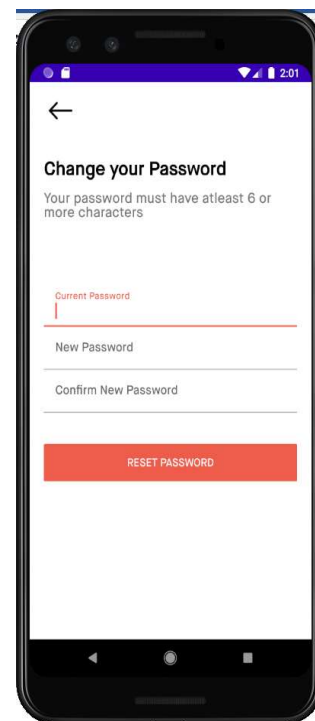 2:01
Change your Password
Your password must have atleast 6 or
more characters
Current Password
New Password
Confirm New Password
RESET PASSWORD